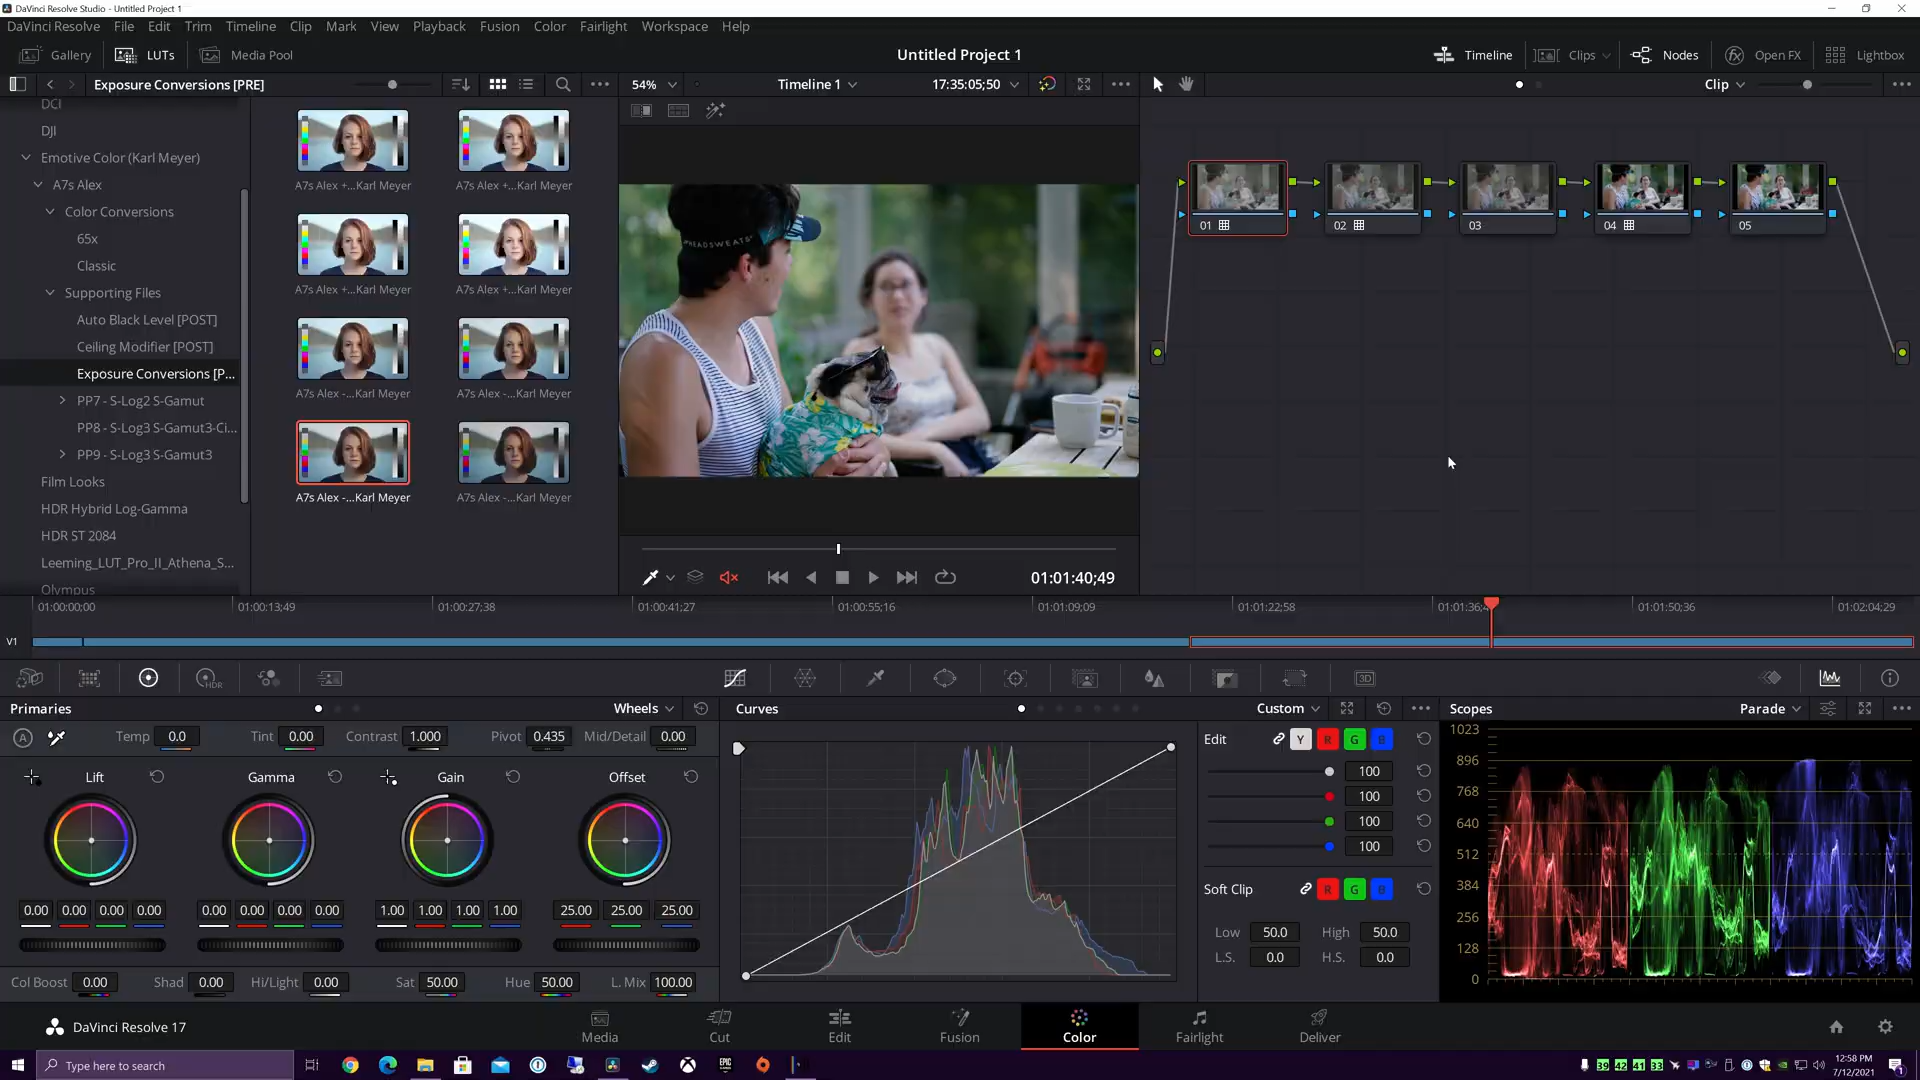 DaVinci Resolve Studio - Untitled Project 1
DaVinci Resolve File Edit Trim Timeline Clip Mark View Playback Fusion Color Fairlight Workspace Help
Gallery LUTs Media Pool Untitled Project 1 Timeline Clips Nodes Open FX Lightbox
Exposure Conversions [PRE] 54% Timeline 1 17:35:05;50 Clip
DCI
DJI
Emotive Color (Karl Meyer)
A7s Alex
Color Conversions
65x
Classic
Supporting Files
Auto Black Level [POST]
Ceiling Modifier [POST]
Exposure Conversions [P...
PP7 - S-Log2 S-Gamut
PP8 - S-Log3 S-Gamut3-Ci...
PP9 - S-Log3 S-Gamut3
Film Looks
HDR Hybrid Log-Gamma
HDR ST 2084
Leeming_LUT_Pro_II_Athena_S...
Olympus
A7s Alex +...Karl Meyer A7s Alex +...Karl Meyer
A7s Alex +...Karl Meyer A7s Alex +...Karl Meyer
A7s Alex -...Karl Meyer A7s Alex -...Karl Meyer
A7s Alex -...Karl Meyer A7s Alex -...Karl Meyer
HEADSWEATS
01 02 03 04 05
01:01:40;49
01:00:00;00 01:00:13;49 01:00:27;38 01:00:41;27 01:00:55;16 01:01:09;09 01:01:22;58 01:01:36;4 01:01:50;36 01:02:04;29
V1
HDR 3D
Primaries Wheels Curves Custom Scopes Parade
A Temp 0.0 Tint 0.00 Contrast 1.000 Pivot 0.435 Mid/Detail 0.00
Lift Gamma Gain Offset
0.00 0.00 0.00 0.00 0.00 0.00 0.00 0.00 1.00 1.00 1.00 1.00 25.00 25.00 25.00
Col Boost 0.00 Shad 0.00 Hi/Light 0.00 Sat 50.00 Hue 50.00 L. Mix 100.00
Edit Y R G B
100
100
100
100
Soft Clip R G B
Low 50.0 High 50.0
L.S. 0.0 H.S. 0.0
1023
896
768
640
512
384
256
128
0
DaVinci Resolve 17 Media Cut Edit Fusion Color Fairlight Deliver
Type here to search EPIC 39 42 41 33 12:58 PM
7/12/2021
1